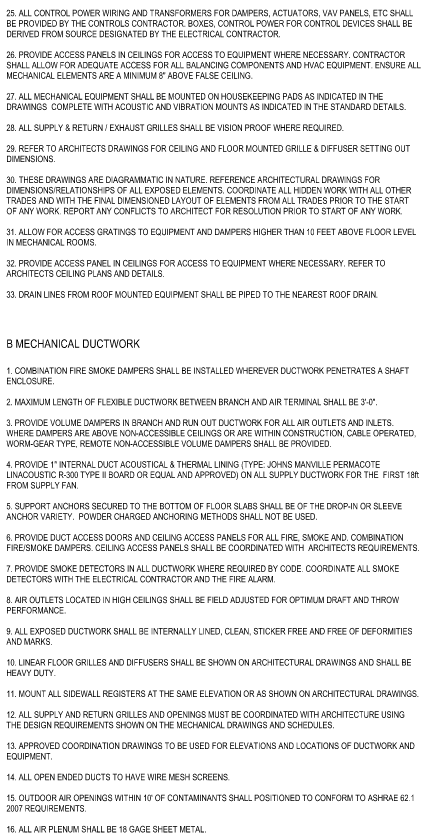 25. ALL CONTROL POWER WIRING AND TRANSFORMERS FOR DAMPERS, ACTUATORS, VAV PANELS, ETC SHALL
BE PROVIDED BY THE CONTROLS CONTRACTOR. BOXES, CONTROL POWER FOR CONTROL DEVICES SHALL BE
DERIVED FROM SOURCE DESIGNATED BY THE ELECTRICAL CONTRACTOR.
26. PROVIDE ACCESS PANELS IN CEILINGS FOR ACCESS TO EQUIPMENT WHERE NECESSARY. CONTRACTOR
SHALL ALLOW FOR ADEQUATE ACCESS FOR ALL BALANCING COMPONENTS AND HVAC EQUIPMENT. ENSURE ALL
MECHANICAL ELEMENTS ARE A MINIMUM 8" ABOVE FALSE CEILING.
27. ALL MECHANICAL EQUIPMENT SHALL BE MOUNTED ON HOUSEKEEPING PADS AS INDICATED IN THE
DRAWINGS COMPLETE WITH ACOUSTIC AND VIBRATION MOUNTS AS INDICATED IN THE STANDARD DETAILS.
28. ALL SUPPLY & RETURN / EXHAUST GRILLES SHALL BE VISION PROOF WHERE REQUIRED.
29. REFER TO ARCHITECTS DRAWINGS FOR CEILING AND FLOOR MOUNTED GRILLE & DIFFUSER SETTING OUT
DIMENSIONS.
30. THESE DRAWINGS ARE DIAGRAMMATIC IN NATURE. REFERENCE ARCHITECTURAL DRAWINGS FOR
DIMENSIONS/RELATIONSHIPS OF ALL EXPOSED ELEMENTS. COORDINATE ALL HIDDEN WORK WITH ALL OTHER
TRADES AND WITH THE FINAL DIMENSIONED LAYOUT OF ELEMENTS FROM ALL TRADES PRIOR TO THE START
OF ANY WORK. REPORT ANY CONFLICTS TO ARCHITECT FOR RESOLUTION PRIOR TO START OF ANY WORK.
31. ALLOW FOR ACCESS GRATINGS TO EQUIPMENT AND DAMPERS HIGHER THAN 10 FEET ABOVE FLOOR LEVEL
IN MECHANICAL ROOMS.
32. PROVIDE ACCESS PANEL IN CEILINGS FOR ACCESS TO EQUIPMENT WHERE NECESSARY. REFER TO
ARCHITECTS CEILING PLANS AND DETAILS.
33. DRAIN LINES FROM ROOF MOUNTED EQUIPMENT SHALL BE PIPED TO THE NEAREST ROOF DRAIN.
B MECHANICAL DUCTWORK
1. COMBINATION FIRE SMOKE DAMPERS SHALL BE INSTALLED WHEREVER DUCTWORK PENETRATES A SHAFT
ENCLOSURE.
2. MAXIMUM LENGTH OF FLEXIBLE DUCTWORK BETWEEN BRANCH AND AIR TERMINAL SHALL BE 3'-0".
3. PROVIDE VOLUME DAMPERS IN BRANCH AND RUN OUT DUCTWORK FOR ALL AIR OUTLETS AND INLETS.
WHERE DAMPERS ARE ABOVE NON-ACCESSIBLE CEILINGS OR ARE WITHIN CONSTRUCTION, CABLE OPERATED,
WORM-GEAR TYPE, REMOTE NON-ACCESSIBLE VOLUME DAMPERS SHALL BE PROVIDED.
4. PROVIDE 1" INTERNAL DUCT ACOUSTICAL & THERMAL LINING (TYPE: JOHNS MANVILLE PERMACOTE
LINACOUSTIC R-300 TYPE II BOARD OR EQUAL AND APPROVED) ON ALL SUPPLY DUCTWORK FOR THE FIRST 18ft
FROM SUPPLY FAN.
5. SUPPORT ANCHORS SECURED TO THE BOTTOM OF FLOOR SLABS SHALL BE OF THE DROP-IN OR SLEEVE
ANCHOR VARIETY. POWDER CHARGED ANCHORING METHODS SHALL NOT BE USED.
6. PROVIDE DUCT ACCESS DOORS AND CEILING ACCESS PANELS FOR ALL FIRE, SMOKE AND. COMBINATION
FIRE/SMOKE DAMPERS. CEILING ACCESS PANELS SHALL BE COORDINATED WITH ARCHITECTS REQUIREMENTS.
7. PROVIDE SMOKE DETECTORS IN ALL DUCTWORK WHERE REQUIRED BY CODE. COORDINATE ALL SMOKE
DETECTORS WITH THE ELECTRICAL CONTRACTOR AND THE FIRE ALARM.
8. AIR OUTLETS LOCATED IN HIGH CEILINGS SHALL BE FIELD ADJUSTED FOR OPTIMUM DRAFT AND THROW
PERFORMANCE.
9. ALL EXPOSED DUCTWORK SHALL BE INTERNALLY LINED, CLEAN, STICKER FREE AND FREE OF DEFORMITIES
AND MARKS.
10. LINEAR FLOOR GRILLES AND DIFFUSERS SHALL BE SHOWN ON ARCHITECTURAL DRAWINGS AND SHALL BE
HEAVY DUTY.
11. MOUNT ALL SIDEWALL REGISTERS AT THE SAME ELEVATION OR AS SHOWN ON ARCHITECTURAL DRAWINGS.
12. ALL SUPPLY AND RETURN GRILLES AND OPENINGS MUST BE COORDINATED WITH ARCHITECTURE USING
THE DESIGN REQUIREMENTS SHOWN ON THE MECHANICAL DRAWINGS AND SCHEDULES.
13. APPROVED COORDINATION DRAWINGS TO BE USED FOR ELEVATIONS AND LOCATIONS OF DUCTWORK AND
EQUIPMENT.
14. ALL OPEN ENDED DUCTS TO HAVE WIRE MESH SCREENS.
15. OUTDOOR AIR OPENINGS WITHIN 10' OF CONTAMINANTS SHALL POSITIONED TO CONFORM TO ASHRAE 62.1
2007 REQUIREMENTS.
16. ALL AIR PLENUM SHALL BE 18 GAGE SHEET METAL.